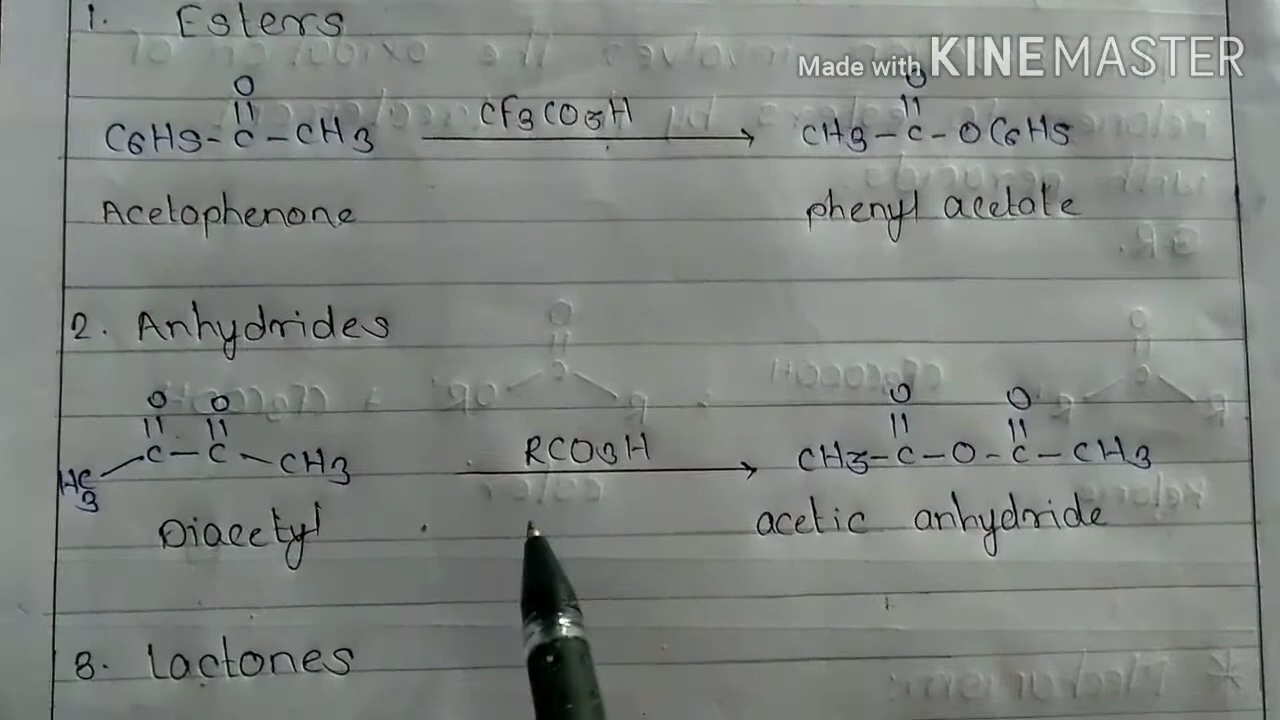 1. Esters
Made with KINEMASTER
O O
|| ||
C6H5-C-CH3 CF3CO3H CH3-C-OC6H5
Acetophenone phenyl acetate
2. Anhydrides
O O O O
|| || || ||
H3C-C-C-CH3 RCO3H CH3-C-O-C-CH3
Diacetyl acetic anhydride
3. Lactones